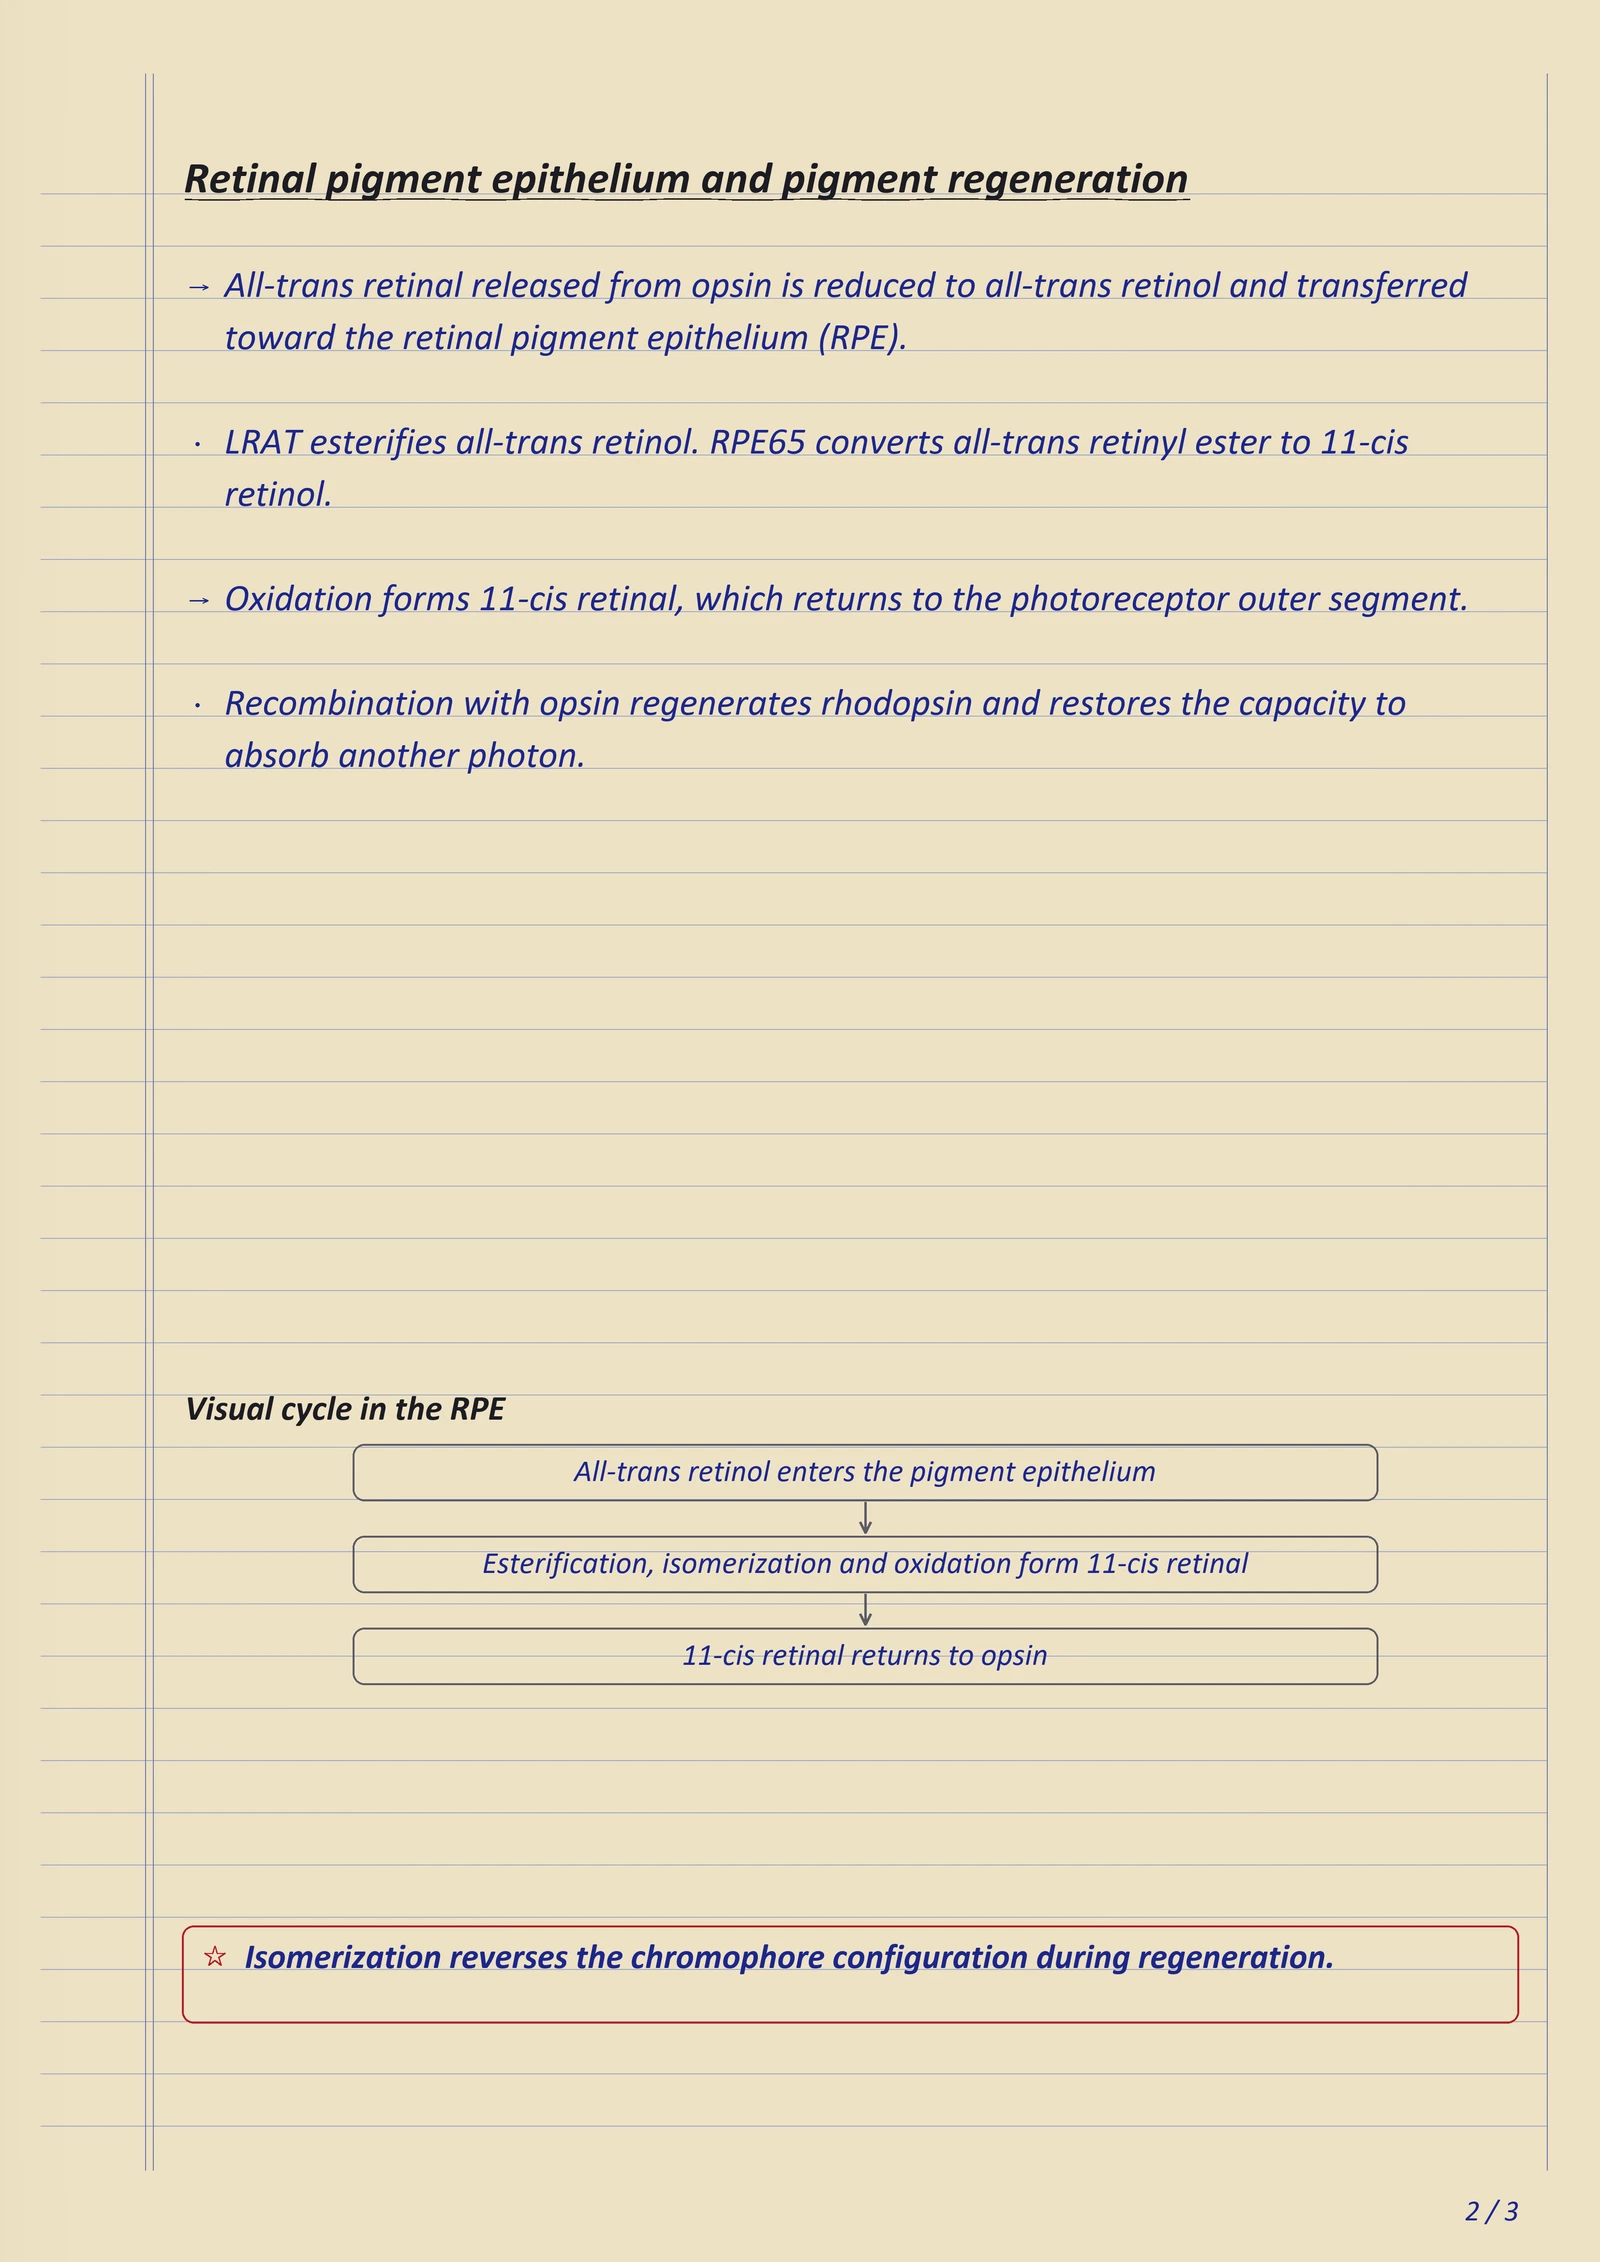 Retinal pigment epithelium and pigment regeneration
→ All-trans retinal released from opsin is reduced to all-trans retinol and transferred
toward the retinal pigment epithelium (RPE).
· LRAT esterifies all-trans retinol. RPE65 converts all-trans retinyl ester to 11-cis
retinol.
→ Oxidation forms 11-cis retinal, which returns to the photoreceptor outer segment.
· Recombination with opsin regenerates rhodopsin and restores the capacity to
absorb another photon.
Visual cycle in the RPE
All-trans retinol enters the pigment epithelium
Esterification, isomerization and oxidation form 11-cis retinal
11-cis retinal returns to opsin
☆ Isomerization reverses the chromophore configuration during regeneration.
2 / 3